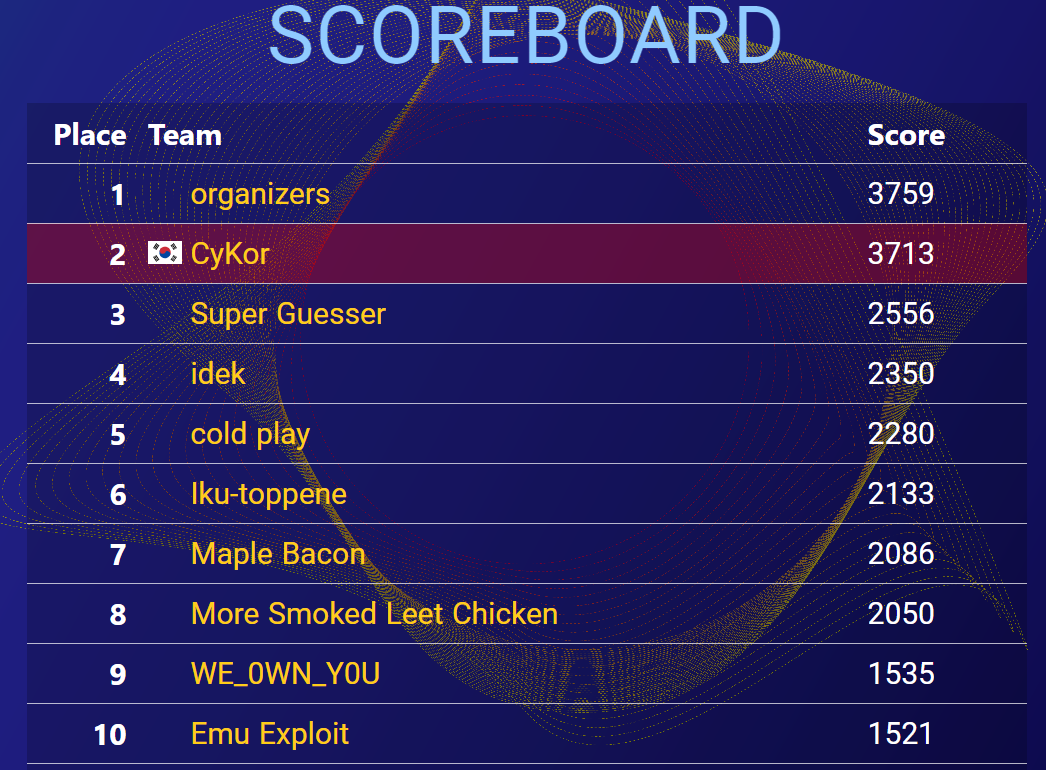 SCOREBOARD
Place Team Score
1 organizers 3759
2 CyKor 3713
3 Super Guesser 2556
4 idek 2350
5 cold play 2280
6 Iku-toppene 2133
7 Maple Bacon 2086
8 More Smoked Leet Chicken 2050
9 WE_0WN_Y0U 1535
10 Emu Exploit 1521